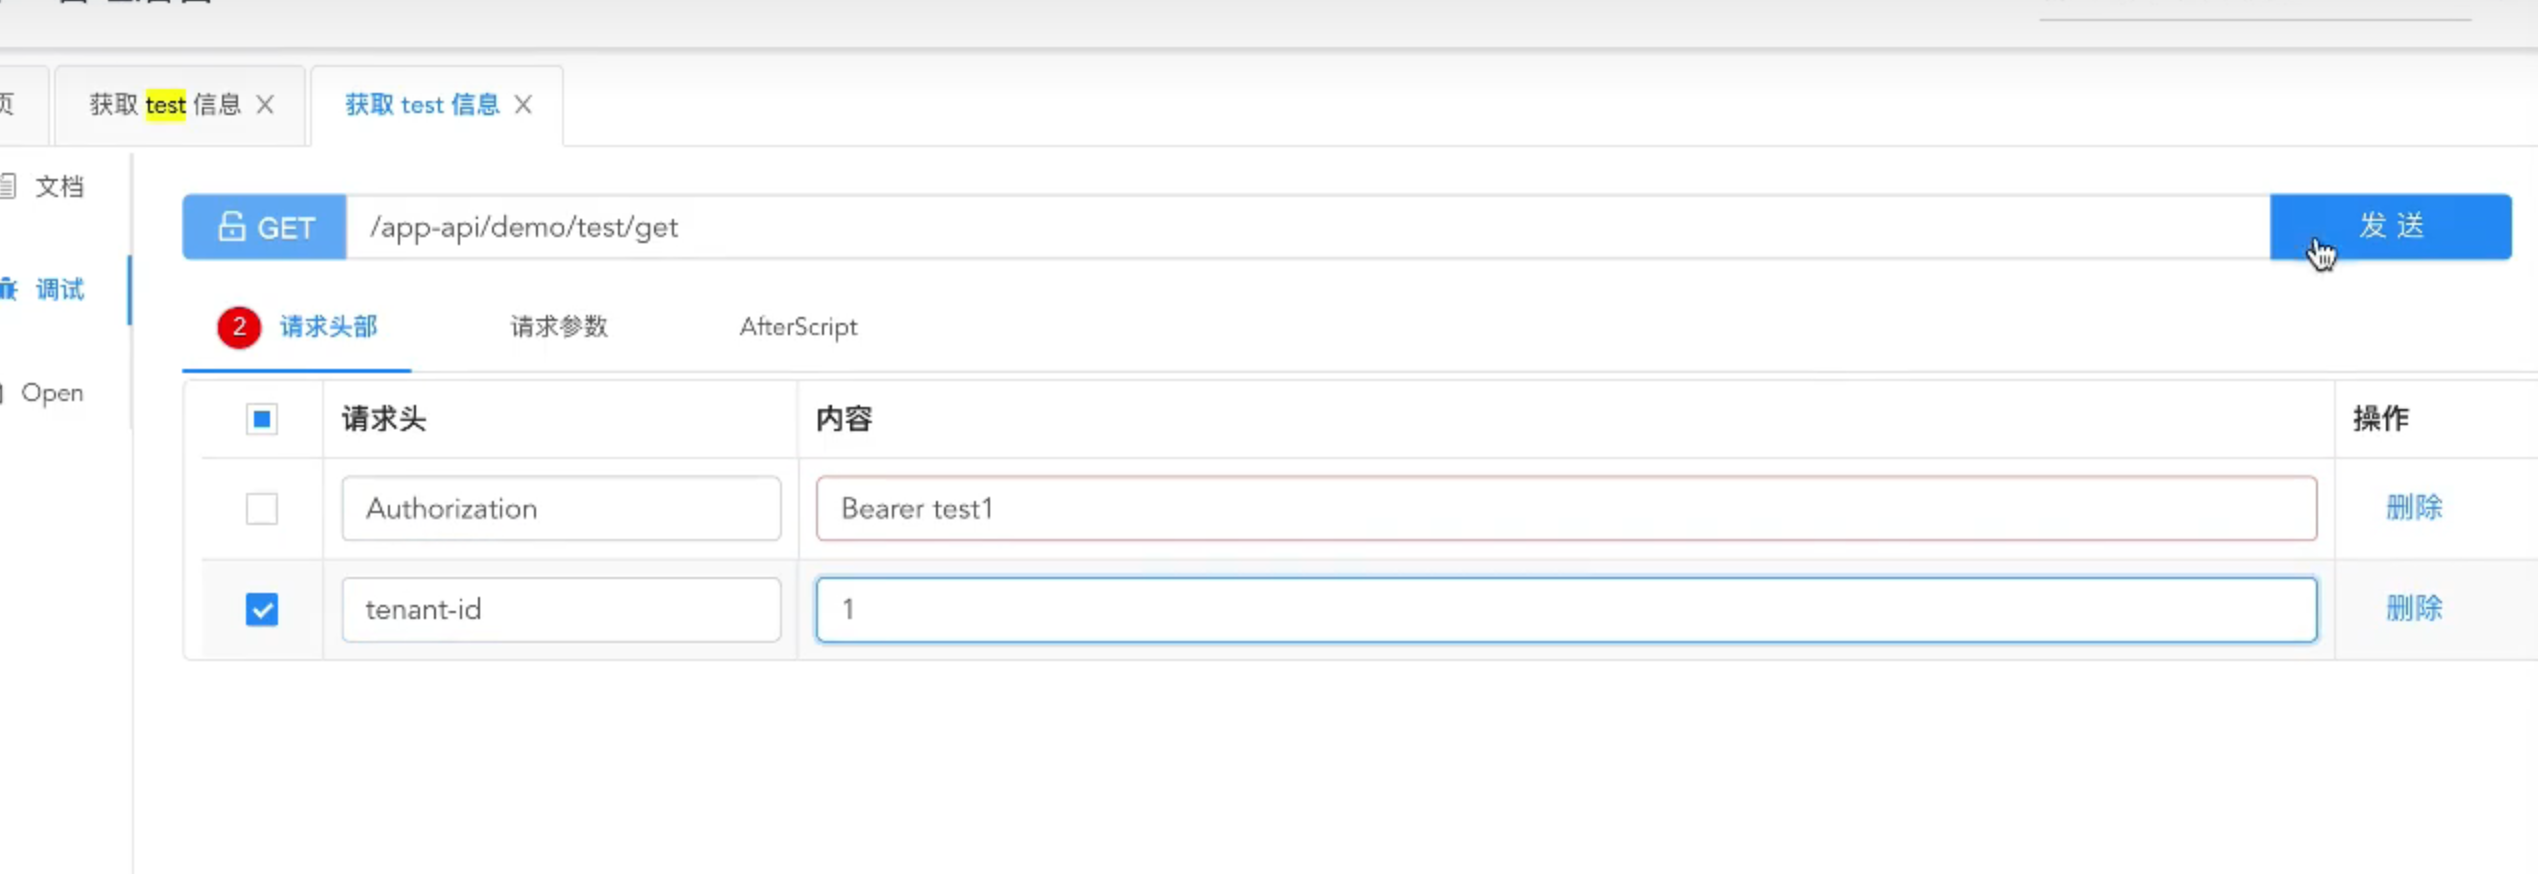 页
获取 test 信息
获取 test 信息
文档
调试
Open
GET /app-api/demo/test/get 发 送
2 请求头部 请求参数 AfterScript
请求头 内容 操作
Authorization Bearer test1 删除
tenant-id 1 删除